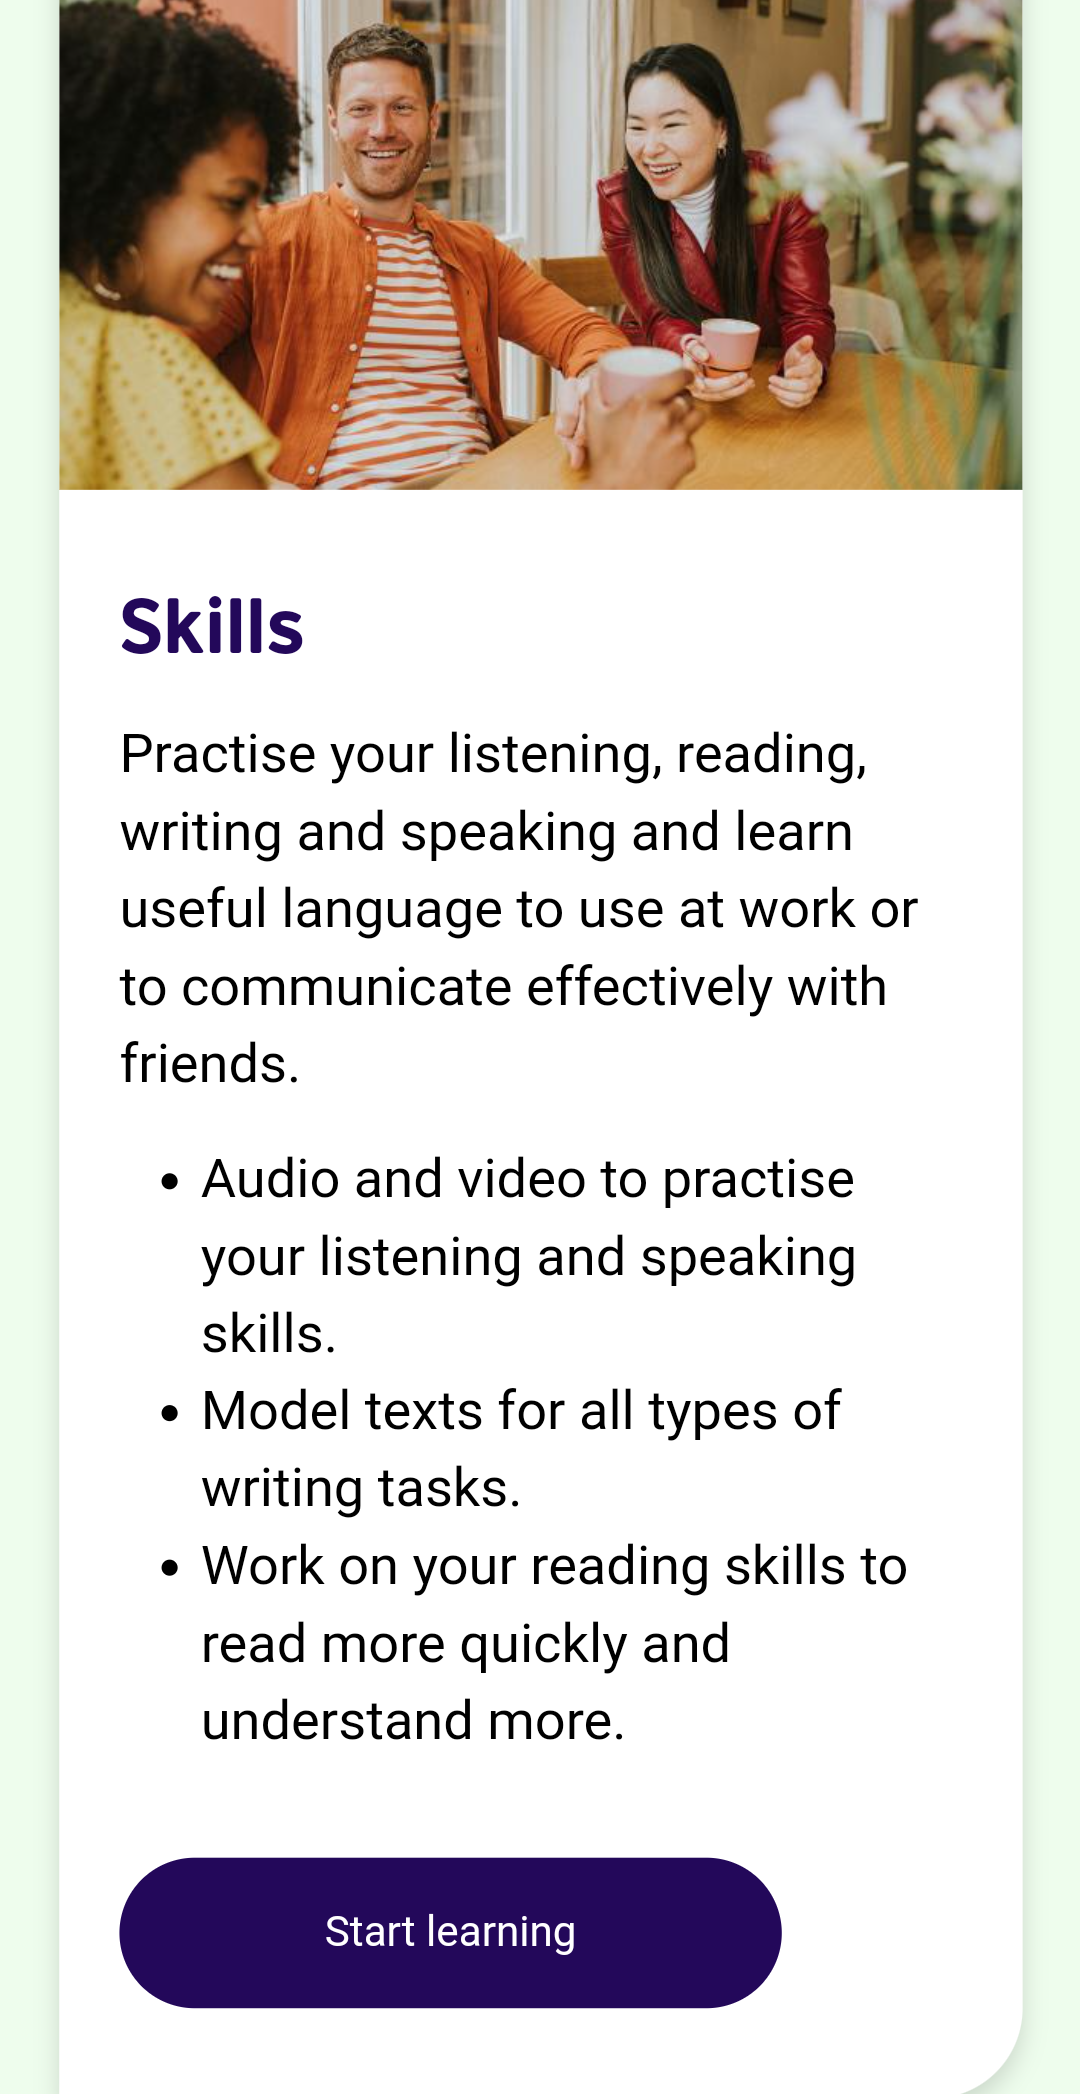 Skills
Practise your listening, reading,
writing and speaking and learn
useful language to use at work or
to communicate effectively with
friends.
• Audio and video to practise
your listening and speaking
skills.
• Model texts for all types of
writing tasks.
• Work on your reading skills to
read more quickly and
understand more.
Start learning